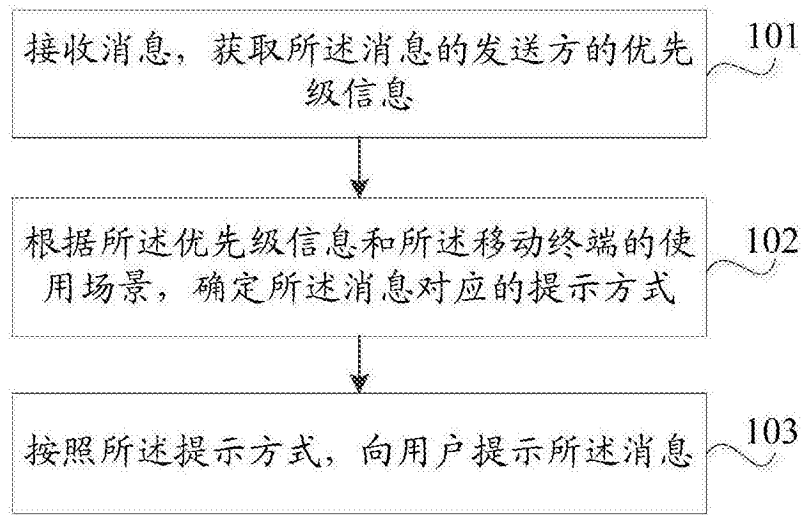 接收消息，获取所述消息的发送方的优先
级信息
101
根据所述优先级信息和所述移动终端的使
用场景，确定所述消息对应的提示方式
102
按照所述提示方式，向用户提示所述消息
103